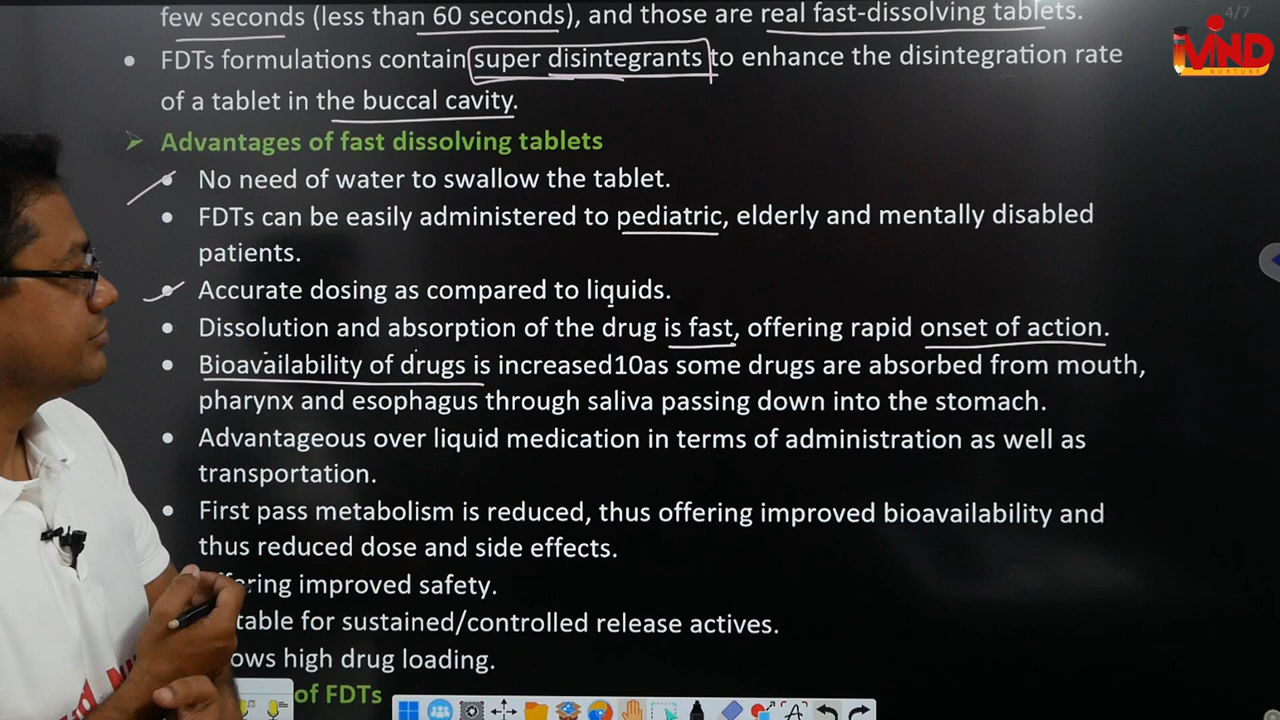 few seconds (less than 60 seconds), and those are real fast-dissolving tablets.
4/7
MIND
NURTURE
• FDTs formulations contain super disintegrants to enhance the disintegration rate
of a tablet in the buccal cavity.
Advantages of fast dissolving tablets
• No need of water to swallow the tablet.
• FDTs can be easily administered to pediatric, elderly and mentally disabled
patients.
• Accurate dosing as compared to liquids.
• Dissolution and absorption of the drug is fast, offering rapid onset of action.
• Bioavailability of drugs is increased10as some drugs are absorbed from mouth,
pharynx and esophagus through saliva passing down into the stomach.
• Advantageous over liquid medication in terms of administration as well as
transportation.
• First pass metabolism is reduced, thus offering improved bioavailability and
thus reduced dose and side effects.
improved safety.
for sustained/controlled release actives.
high drug loading.
of FDTs